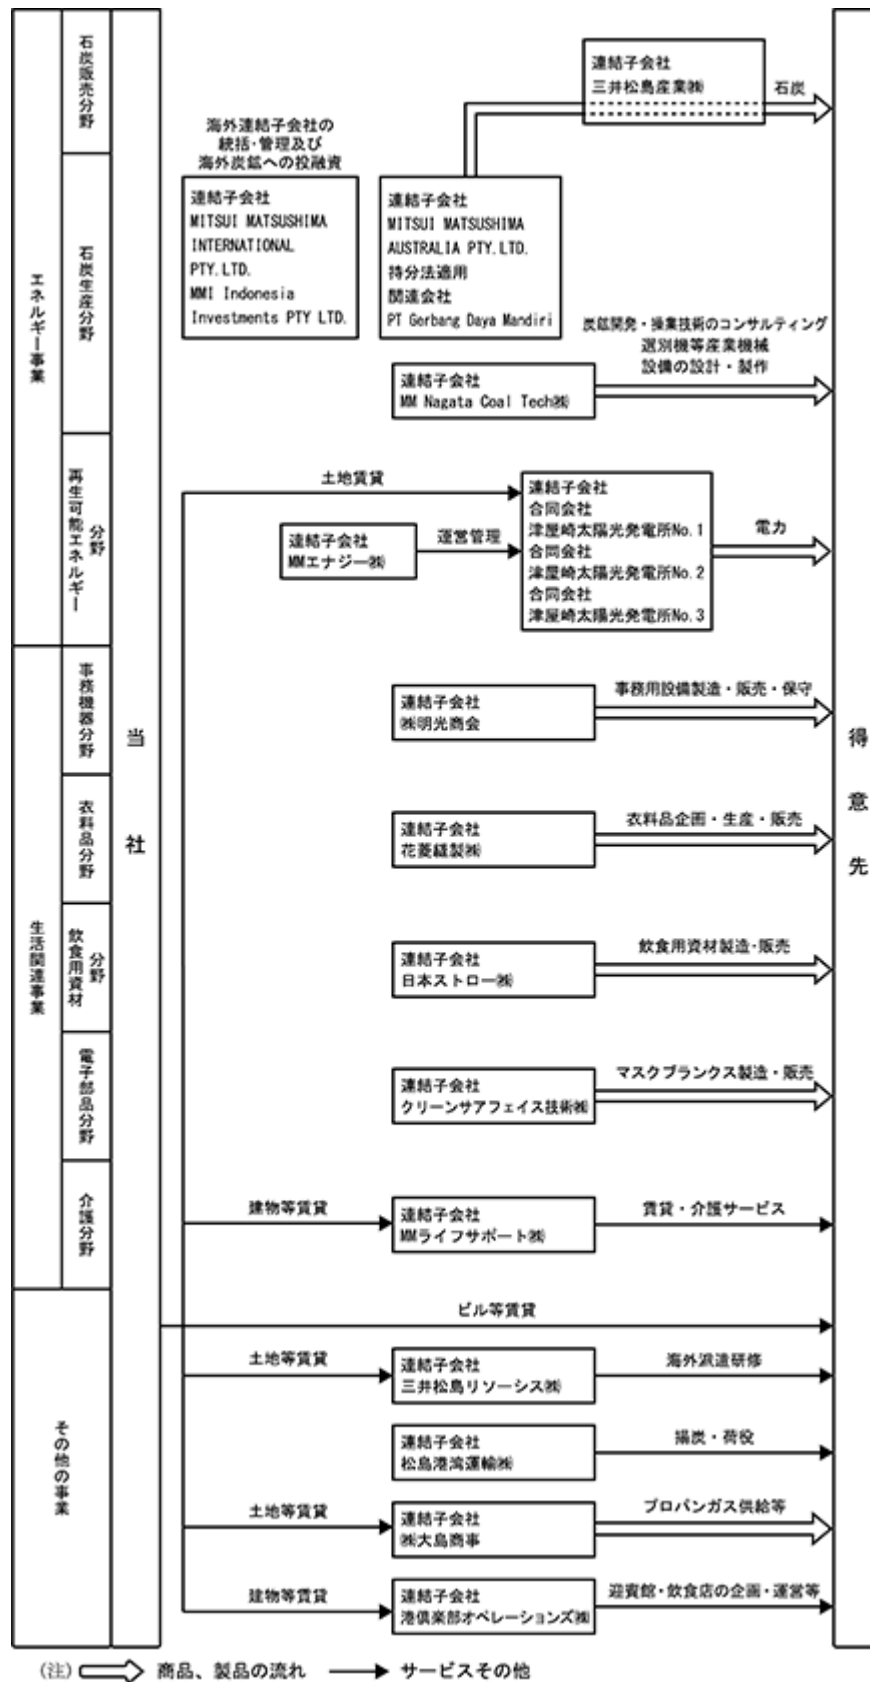 エネルギー事業
石炭販売分野
石炭生産分野
再生可能エネルギー
分野
生活関連事業
事務機器分野
衣料品分野
飲食用資材
分野
電子部品分野
介護分野
その他の事業
当社
連結子会社
三井松島産業㈱
石炭
海外連結子会社の
統括・管理及び
海外炭鉱への投融資
連結子会社
MITSUI MATSUSHIMA
INTERNATIONAL
PTY.LTD.
MMI Indonesia
Investments PTY LTD.
連結子会社
MITSUI MATSUSHIMA
AUSTRALIA PTY.LTD.
持分法適用
関連会社
PT Gerbang Daya Mandiri
炭鉱開発・操業技術のコンサルティング
選別機等産業機械
設備の設計・製作
連結子会社
MM Nagata Coal Tech㈱
土地賃貸
連結子会社
MMエナジー㈱
運営管理
連結子会社
合同会社
津屋崎太陽光発電所No.1
合同会社
津屋崎太陽光発電所No.2
合同会社
津屋崎太陽光発電所No.3
電力
連結子会社
㈱明光商会
事務用設備製造・販売・保守
連結子会社
花菱縫製㈱
衣料品企画・生産・販売
連結子会社
日本ストロー㈱
飲食用資材製造・販売
連結子会社
クリーンサアフェイス技術㈱
マスクブランクス製造・販売
建物等賃貸
連結子会社
MMライフサポート㈱
賃貸・介護サービス
ビル等賃貸
土地等賃貸
連結子会社
三井松島リソーシス㈱
海外派遣研修
連結子会社
松島港湾運輸㈱
揚炭・荷役
土地等賃貸
連結子会社
㈱大島商事
プロパンガス供給等
建物等賃貸
連結子会社
港倶楽部オペレーションズ㈱
迎賓館・飲食店の企画・運営等
得意先
(注) 商品、製品の流れ サービスその他